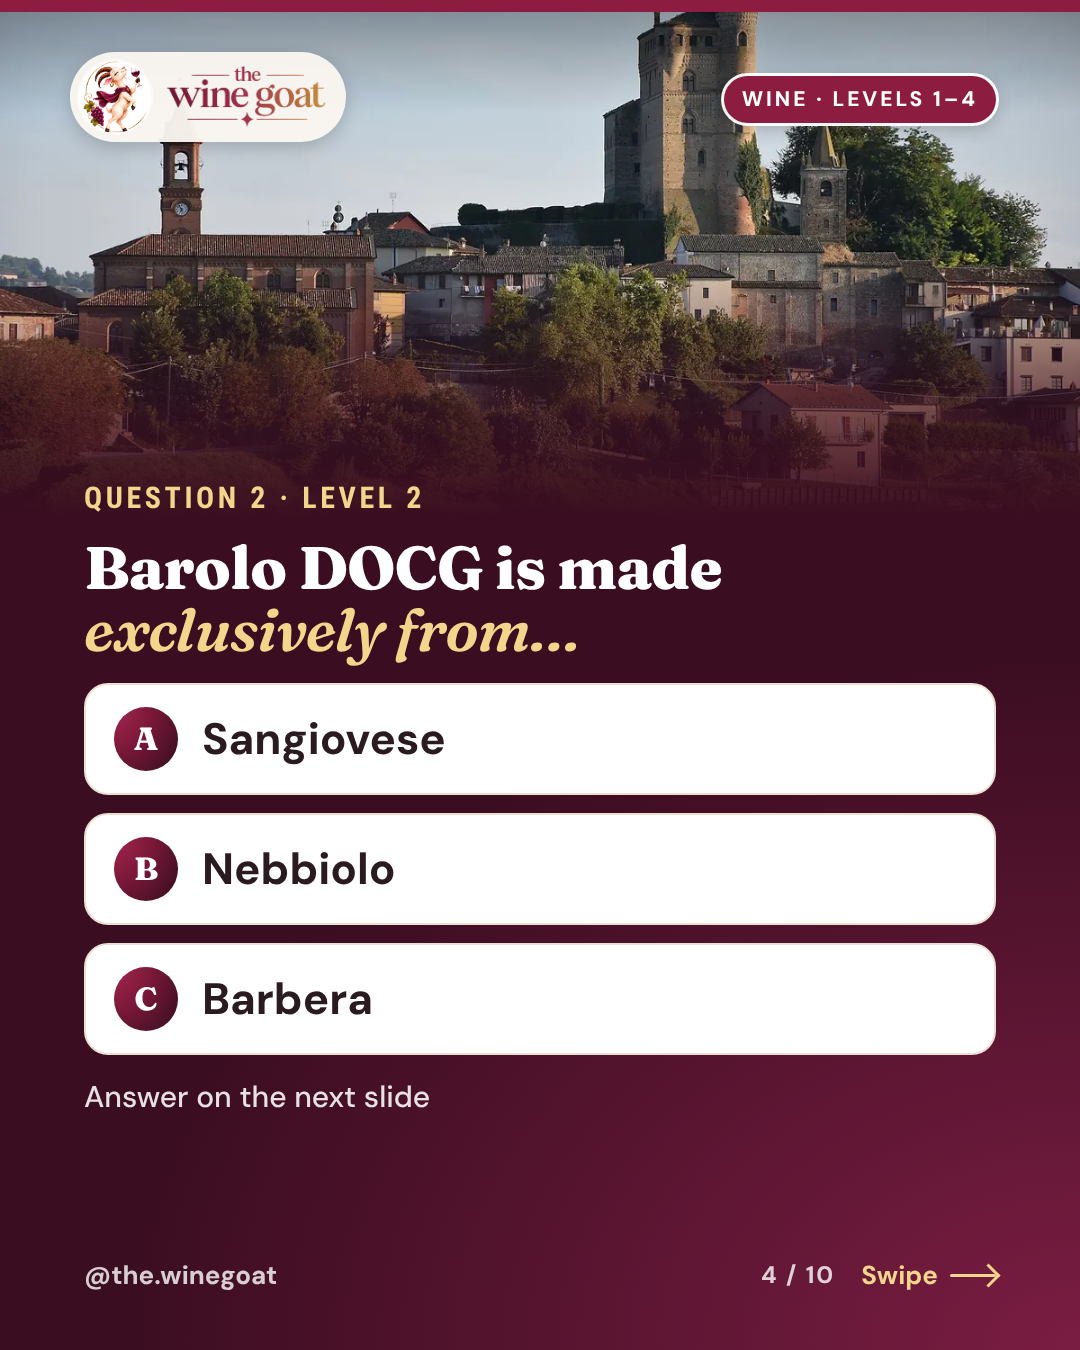 the
wine goat
WINE · LEVELS 1–4
QUESTION 2 · LEVEL 2
Barolo DOCG is made
exclusively from...
A Sangiovese
B Nebbiolo
C Barbera
Answer on the next slide
@the.winegoat
4 / 10 Swipe